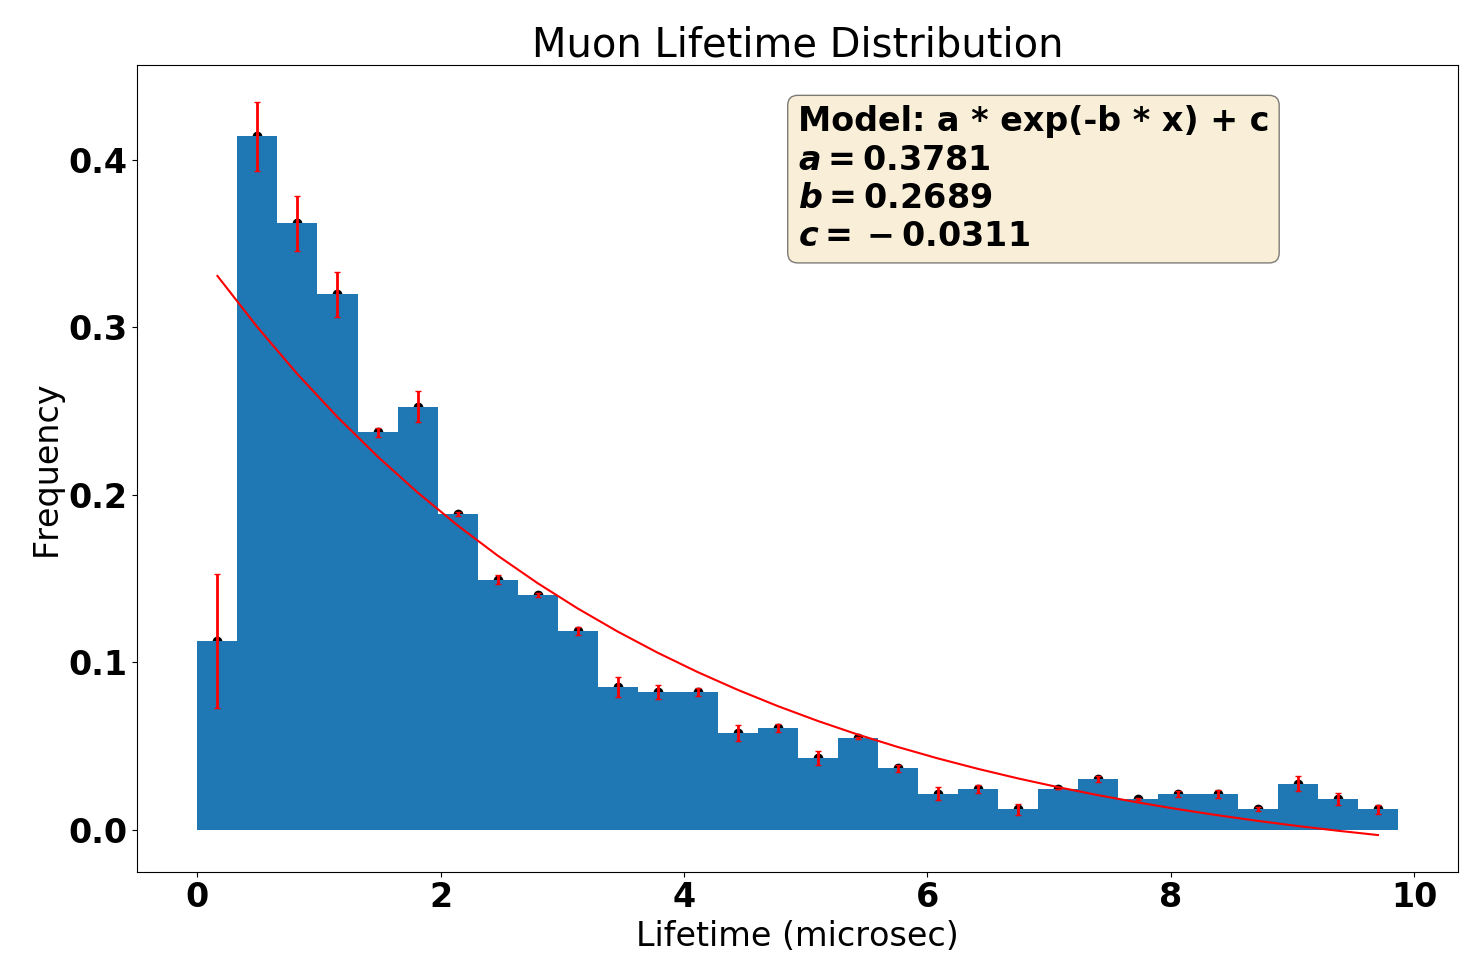 Muon Lifetime Distribution
Model: a * exp(-b * x) + c
a = 0.3781
b = 0.2689
c = − 0.0311
Frequency
0.4
0.3
0.2
0.1
0.0
0 2 4 6 8 10
Lifetime (microsec)